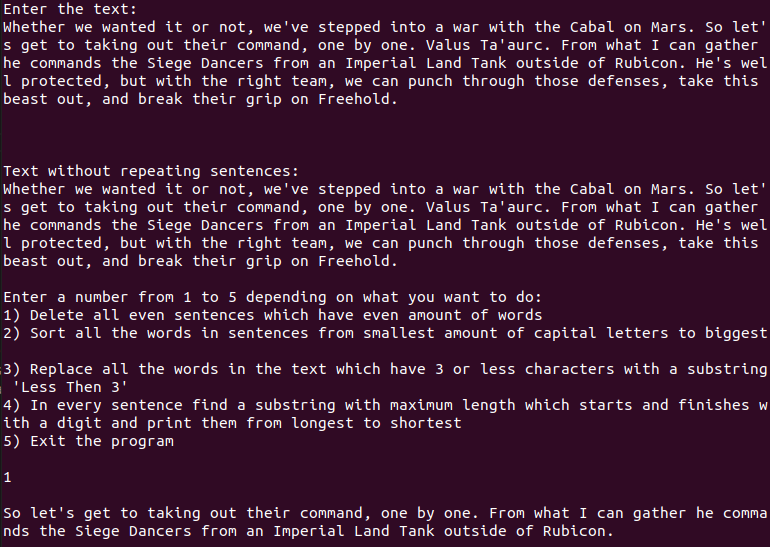 Enter the text:
Whether we wanted it or not, we've stepped into a war with the Cabal on Mars. So let'
s get to taking out their command, one by one. Valus Ta'aurc. From what I can gather
he commands the Siege Dancers from an Imperial Land Tank outside of Rubicon. He's wel
l protected, but with the right team, we can punch through those defenses, take this
beast out, and break their grip on Freehold.
Text without repeating sentences:
Whether we wanted it or not, we've stepped into a war with the Cabal on Mars. So let'
s get to taking out their command, one by one. Valus Ta'aurc. From what I can gather
he commands the Siege Dancers from an Imperial Land Tank outside of Rubicon. He's wel
l protected, but with the right team, we can punch through those defenses, take this
beast out, and break their grip on Freehold.
Enter a number from 1 to 5 depending on what you want to do:
1) Delete all even sentences which have even amount of words
2) Sort all the words in sentences from smallest amount of capital letters to biggest
3) Replace all the words in the text which have 3 or less characters with a substring
'Less Then 3'
4) In every sentence find a substring with maximum length which starts and finishes w
ith a digit and print them from longest to shortest
5) Exit the program
1
So let's get to taking out their command, one by one. From what I can gather he comma
nds the Siege Dancers from an Imperial Land Tank outside of Rubicon.